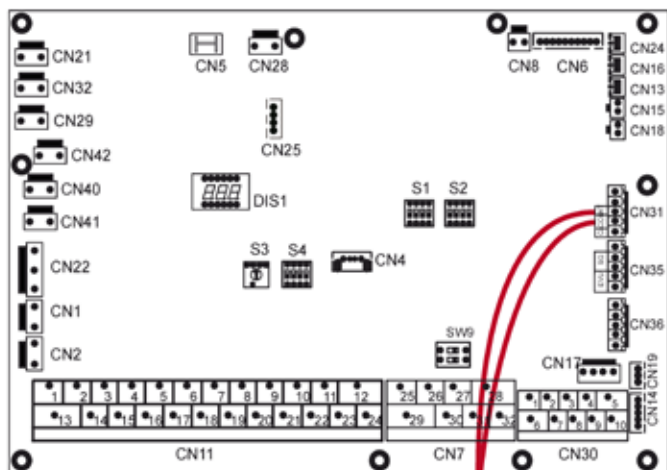 CN21
CN5
CN28
CN8
CN6
CN24
CN32
CN16
CN13
CN29
CN15
CN18
CN42
CN25
CN40
DIS1
S1
S2
CN31
CN41
CN22
S3
S4
CN4
CN35
CN1
CN36
CN2
SW9
CN17
CN19
1 2 3 4 5 6 7 8 9 10 11 12
25 26 27 28
1 2 3 4 5
CN14
13 14 15 16 17 18 19 20 21 22 23 24
29 30 31 32
6 7 8 9 10
CN11
CN7
CN30